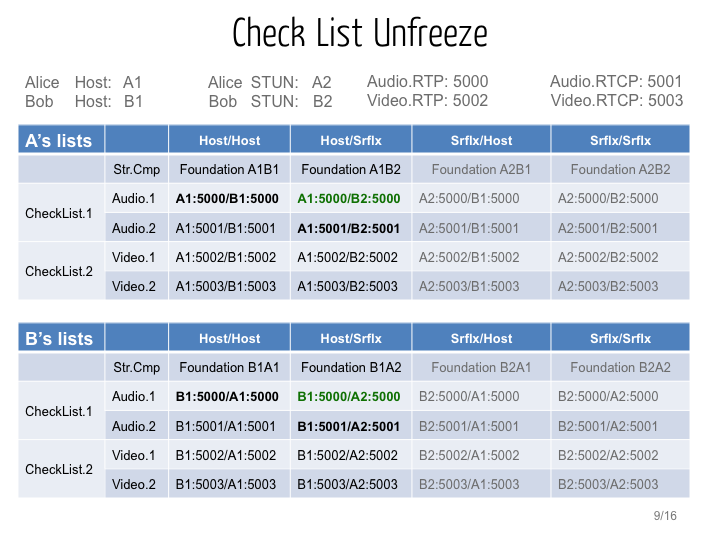 Check List Unfreeze
Alice Host: A1 Alice STUN: A2 Audio.RTP: 5000 Audio.RTCP: 5001
Bob Host: B1 Bob STUN: B2 Video.RTP: 5002 Video.RTCP: 5003
A's lists Host/Host Host/Srflx Srflx/Host Srflx/Srflx
Str.Cmp Foundation A1B1 Foundation A1B2 Foundation A2B1 Foundation A2B2
CheckList.1
Audio.1 A1:5000/B1:5000 A1:5000/B2:5000 A2:5000/B1:5000 A2:5000/B2:5000
Audio.2 A1:5001/B1:5001 A1:5001/B2:5001 A2:5001/B1:5001 A2:5001/B2:5001
CheckList.2
Video.1 A1:5002/B1:5002 A1:5002/B2:5002 A2:5002/B1:5002 A2:5002/B2:5002
Video.2 A1:5003/B1:5003 A1:5003/B2:5003 A2:5003/B1:5003 A2:5003/B2:5003
B's lists Host/Host Host/Srflx Srflx/Host Srflx/Srflx
Str.Cmp Foundation B1A1 Foundation B1A2 Foundation B2A1 Foundation B2A2
CheckList.1
Audio.1 B1:5000/A1:5000 B1:5000/A2:5000 B2:5000/A1:5000 B2:5000/A2:5000
Audio.2 B1:5001/A1:5001 B1:5001/A2:5001 B2:5001/A1:5001 B2:5001/A2:5001
CheckList.2
Video.1 B1:5002/A1:5002 B1:5002/A2:5002 B2:5002/A1:5002 B2:5002/A2:5002
Video.2 B1:5003/A1:5003 B1:5003/A2:5003 B2:5003/A1:5003 B2:5003/A2:5003
9/16